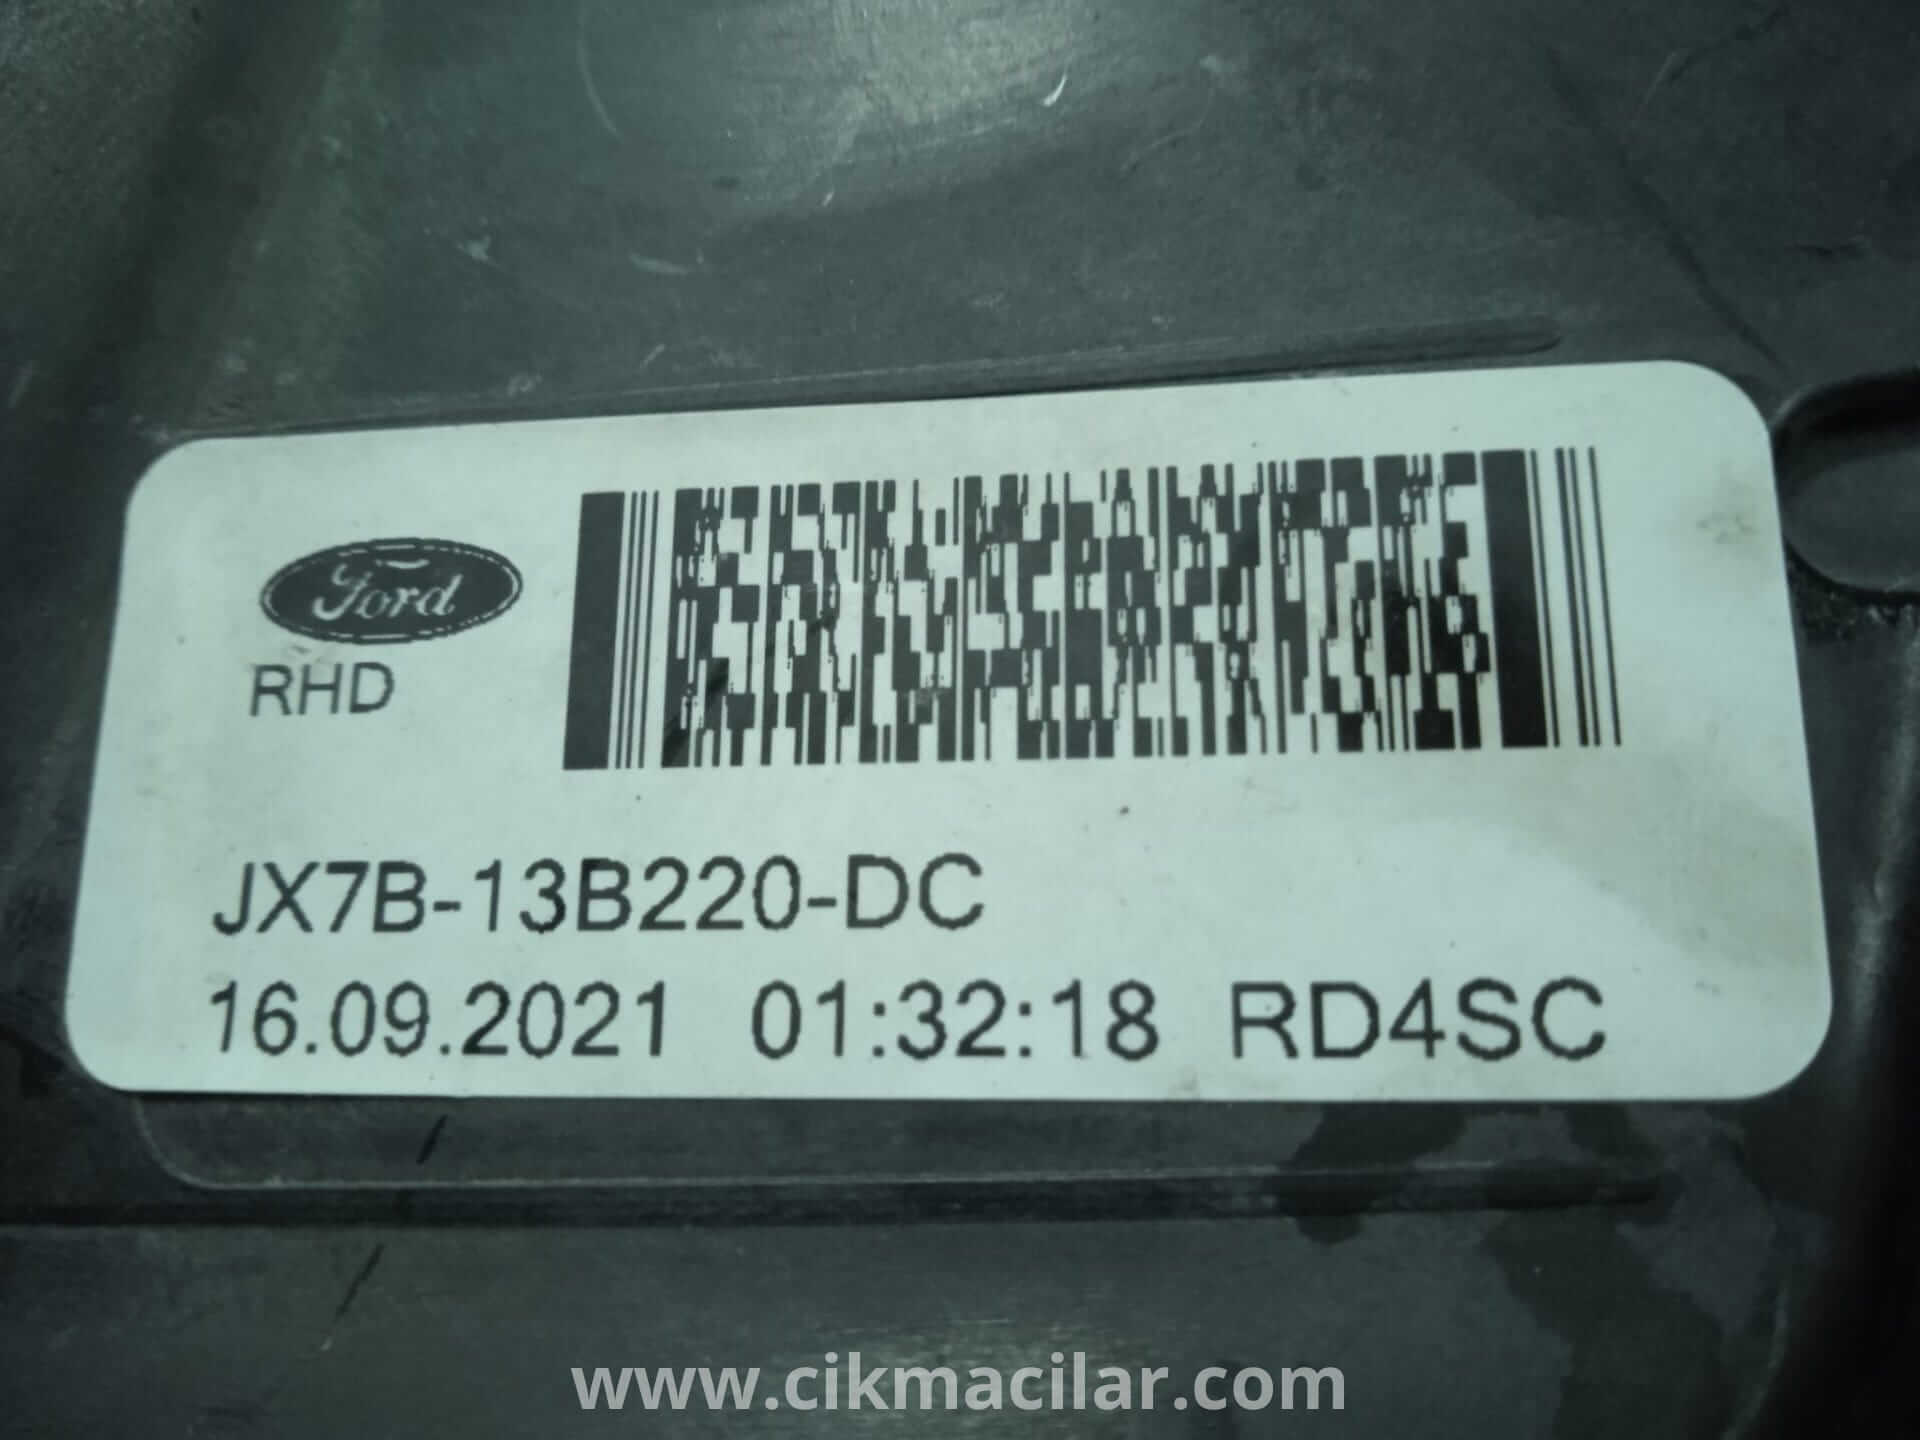 Ford
RHD
JX7B-13B220-DC
16.09.2021 01:32:18 RD4SC
www.cikmacilar.com